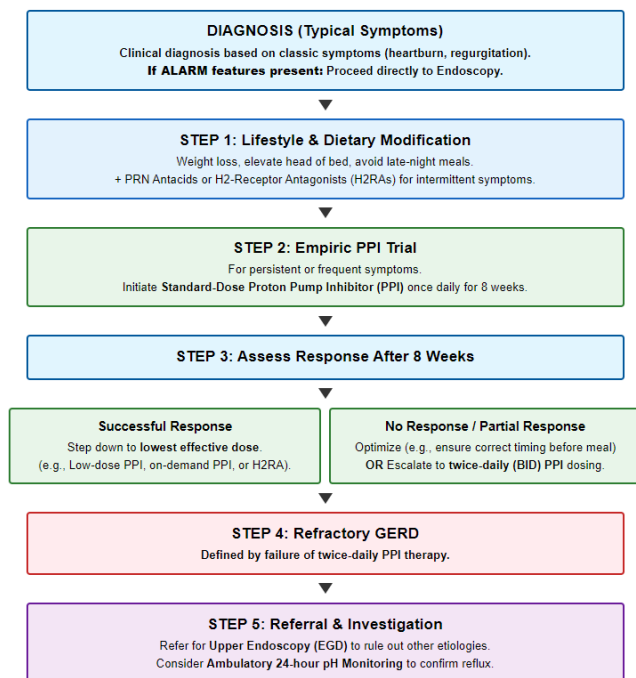 DIAGNOSIS (Typical Symptoms)
Clinical diagnosis based on classic symptoms (heartburn, regurgitation).
If ALARM features present: Proceed directly to Endoscopy.
STEP 1: Lifestyle & Dietary Modification
Weight loss, elevate head of bed, avoid late-night meals.
+ PRN Antacids or H2-Receptor Antagonists (H2RAs) for intermittent symptoms.
STEP 2: Empiric PPI Trial
For persistent or frequent symptoms.
Initiate Standard-Dose Proton Pump Inhibitor (PPI) once daily for 8 weeks.
STEP 3: Assess Response After 8 Weeks
Successful Response
Step down to lowest effective dose.
(e.g., Low-dose PPI, on-demand PPI, or H2RA).
No Response / Partial Response
Optimize (e.g., ensure correct timing before meal)
OR Escalate to twice-daily (BID) PPI dosing.
STEP 4: Refractory GERD
Defined by failure of twice-daily PPI therapy.
STEP 5: Referral & Investigation
Refer for Upper Endoscopy (EGD) to rule out other etiologies.
Consider Ambulatory 24-hour pH Monitoring to confirm reflux.